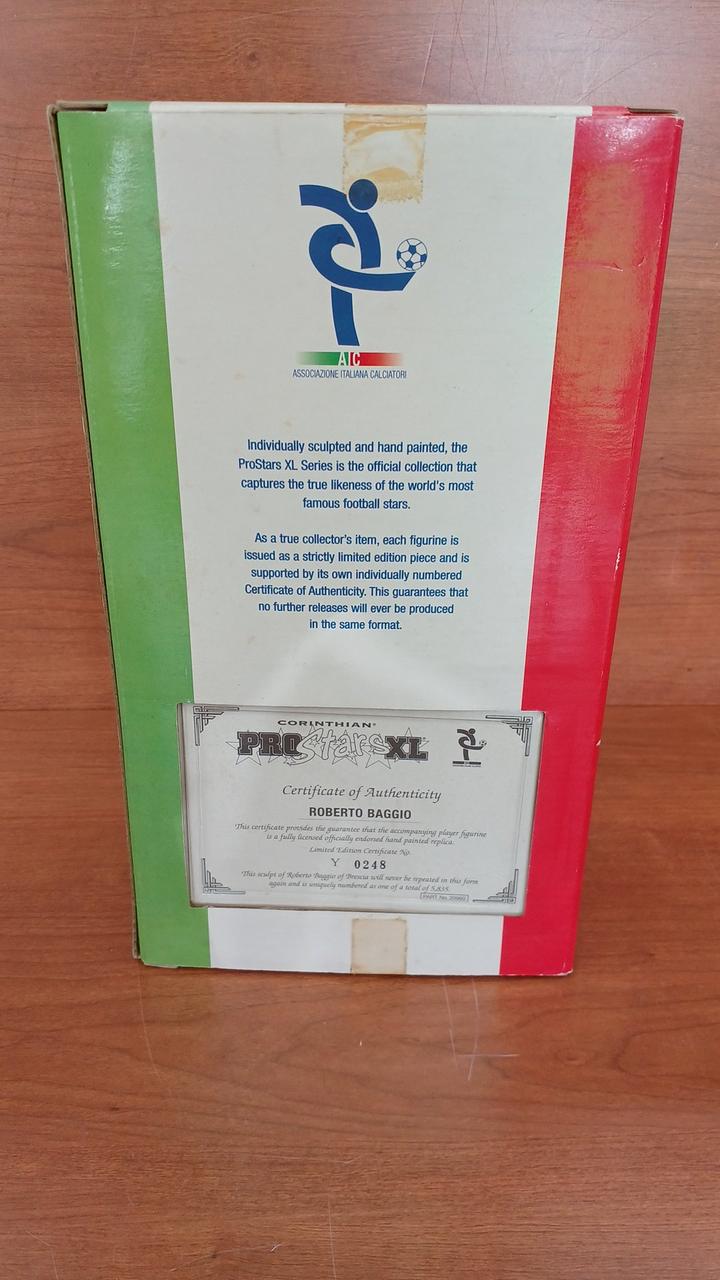 AIC
ASSOCIAZIONE ITALIANA CALCIATORI
Individually sculpted and hand painted, the
ProStars XL Series is the official collection that
captures the true likeness of the world's most
famous football stars.
As a true collector's item, each figurine is
issued as a strictly limited edition piece and is
supported by its own individually numbered
Certificate of Authenticity. This guarantees that
no further releases will ever be produced
in the same format.
CORINTHIAN®
PROStarsXL
Certificate of Authenticity
ROBERTO BAGGIO
This certificate provides the guarantee that the accompanying player figurine
is a fully licensed officially endorsed hand painted replica.
Limited Edition Certificate No.
Y 0248
This sculpt of Roberto Baggio of Brescia will never be repeated in this form
again and is uniquely numbered as one of a total of 5,835.
PART No.